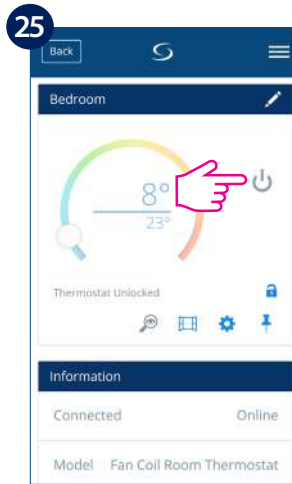 25
Back
Bedroom
8°
23°
Thermostat Unlocked
Information
Connected Online
Model Fan Coil Room Thermostat